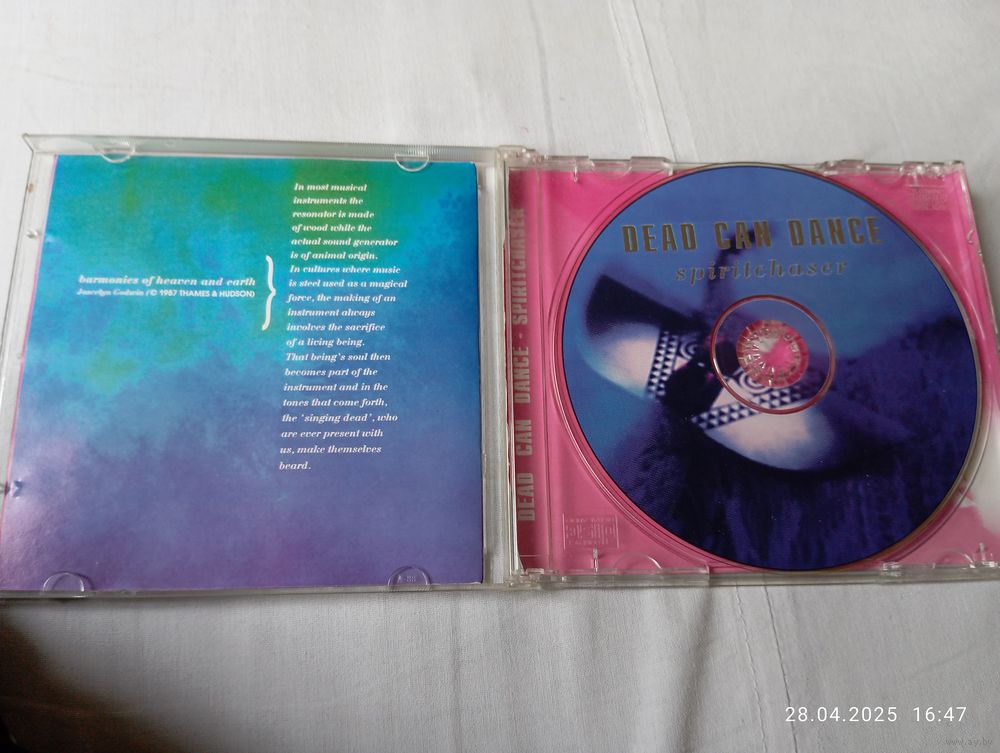 harmonics of heaven and earth
Joscelyn Godwin (© 1987 THAMES & HUDSON)
In most musical
instruments the
resonator is made
of wood while the
actual sound generator
is of animal origin.
In cultures where music
is steel used as a magical
force, the making of an
instrument always
involves the sacrifice
of a living being.
That being's soul then
becomes part of the
instrument and in the
tones that come forth,
the 'singing dead', who
are ever present with
us, make themselves
heard.
DEAD CAN DANCE - SPIRITCHASER
DEAD CAN DANCE
spiritchaser
28.04.2025 16:47
www.ay.by